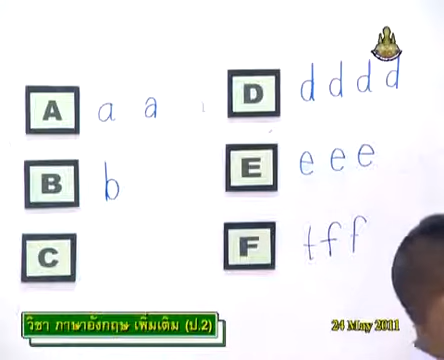 A a a
B b
C
D d d d d
E e e e
F f f f
วิชา ภาษาอังกฤษ เพิ่มเติม (ป.2)
24 May 2011